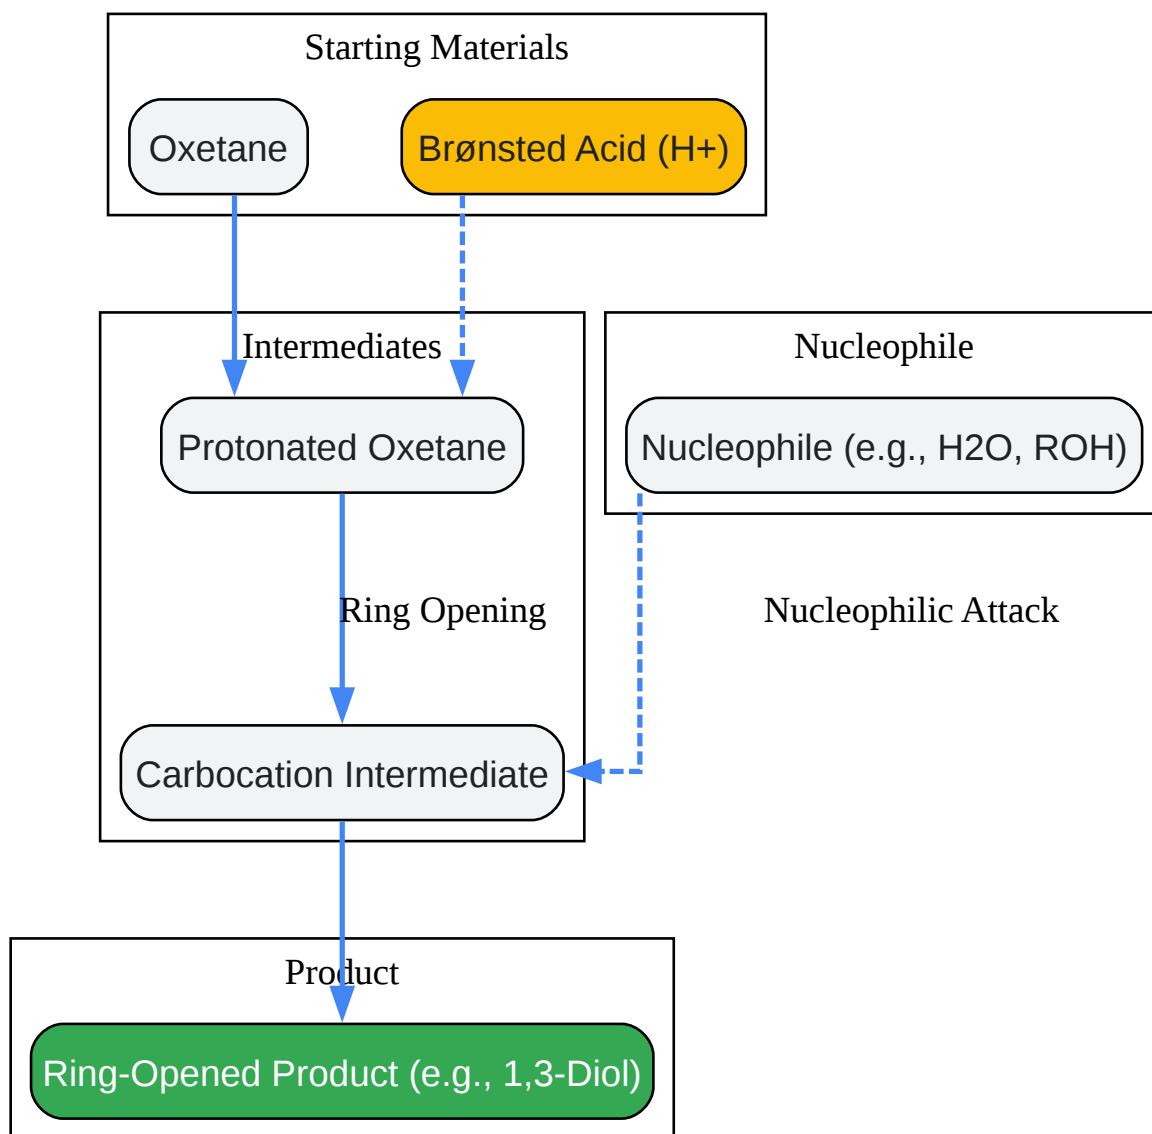 Starting Materials
Oxetane
Brønsted Acid (H+)
Intermediates
Nucleophile
Protonated Oxetane
Nucleophile (e.g., H2O, ROH)
Ring Opening
Nucleophilic Attack
Carbocation Intermediate
Product
Ring-Opened Product (e.g., 1,3-Diol)